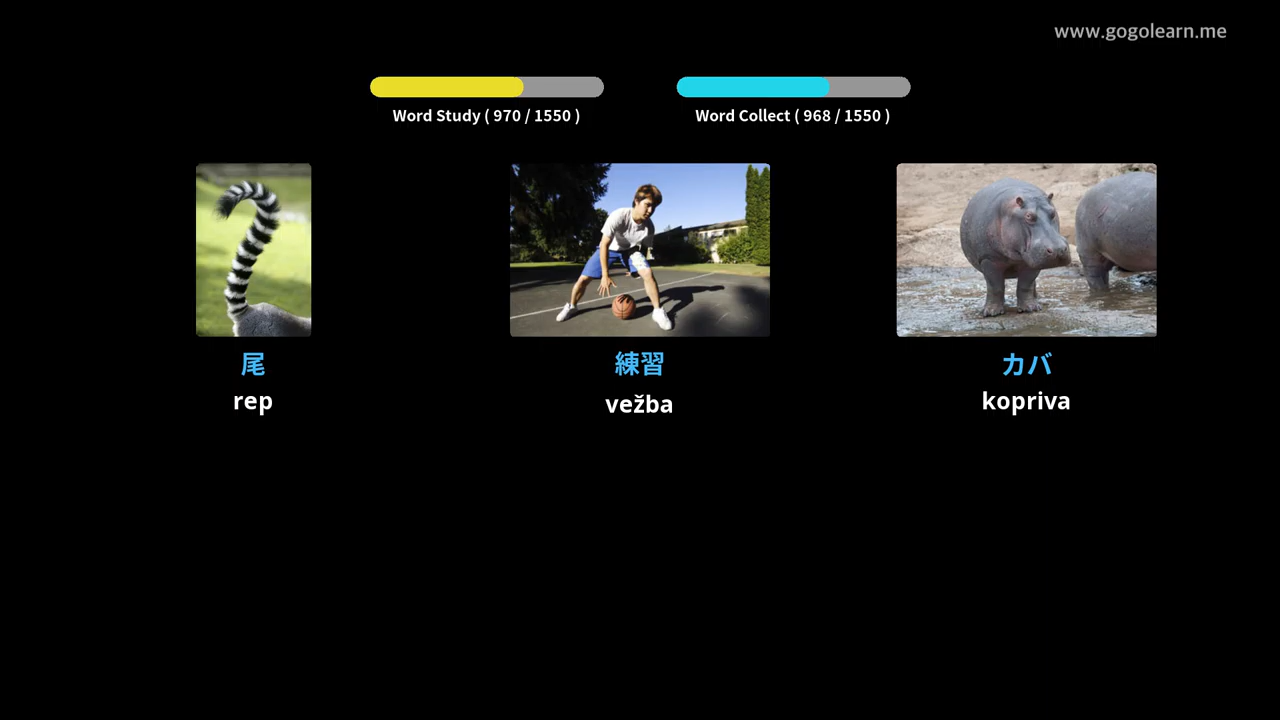 www.gogolearn.me
Word Study ( 970 / 1550 )
Word Collect ( 968 / 1550 )
尾
練習
カバ
rep
vežba
kopriva